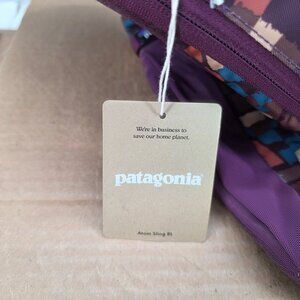 We're in business to
save our home planet.
patagonia®
Atom Sling 8L